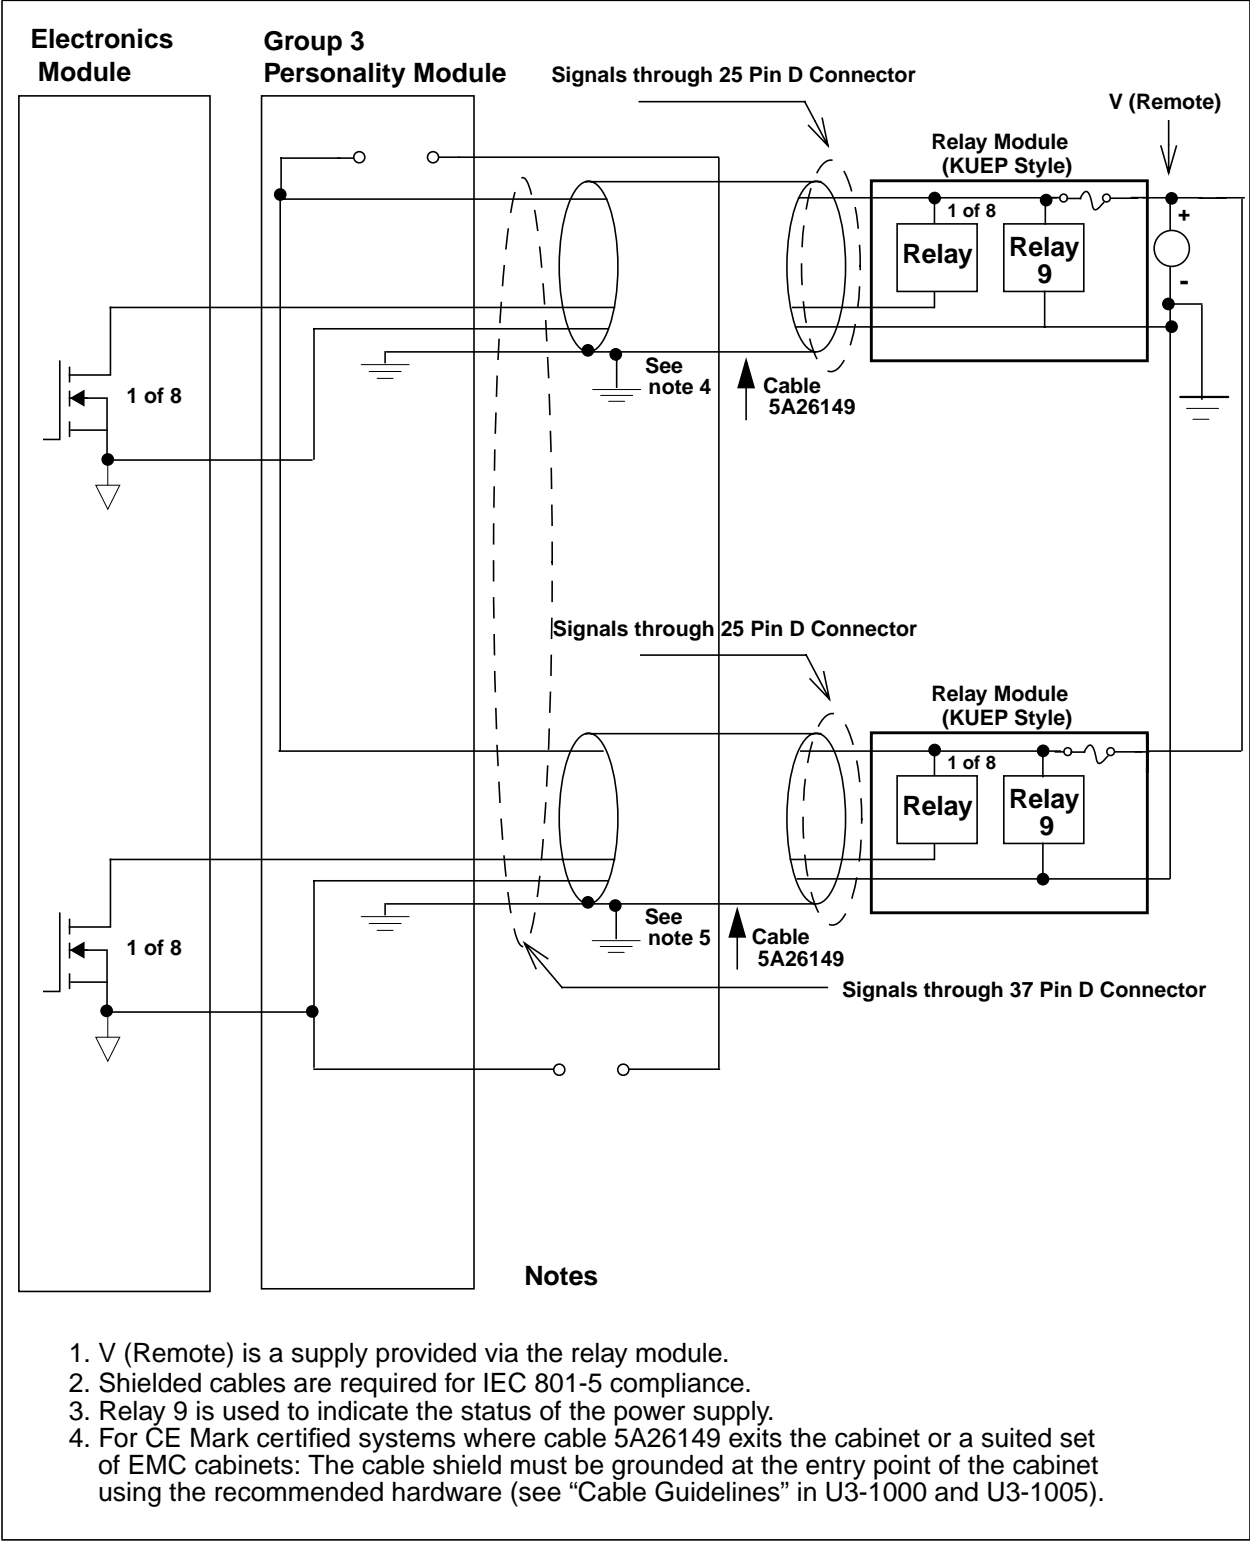 Electronics
Module
Group 3
Personality Module
Signals through 25 Pin D Connector
V (Remote)
Relay Module
(KUEP Style)
1 of 8
Relay
Relay
9
+
-
See
note 4
Cable
5A26149
1 of 8
Signals through 25 Pin D Connector
Relay Module
(KUEP Style)
1 of 8
Relay
Relay
9
See
note 5
Cable
5A26149
1 of 8
Signals through 37 Pin D Connector
Notes
1. V (Remote) is a supply provided via the relay module.
2. Shielded cables are required for IEC 801-5 compliance.
3. Relay 9 is used to indicate the status of the power supply.
4. For CE Mark certified systems where cable 5A26149 exits the cabinet or a suited set
of EMC cabinets: The cable shield must be grounded at the entry point of the cabinet
using the recommended hardware (see “Cable Guidelines” in U3-1000 and U3-1005).